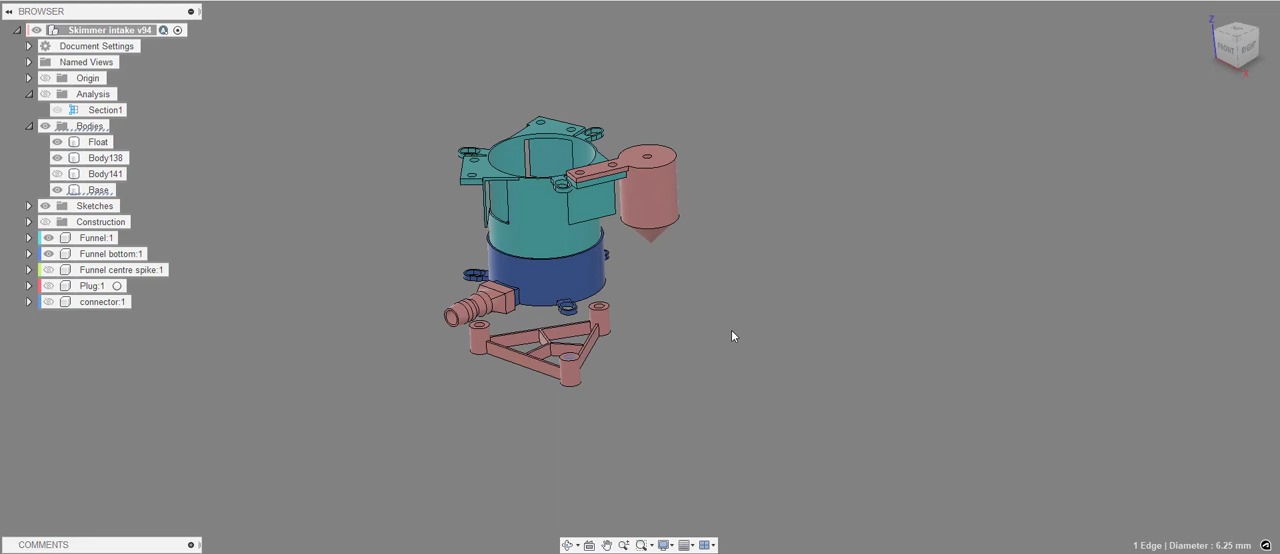 BROWSER
Skimmer intake v94
Document Settings
Named Views
Origin
Analysis
Section1
Bodies
Float
Body138
Body141
Base
Sketches
Construction
Funnel:1
Funnel bottom:1
Funnel centre spike:1
Plug:1
connector:1
Z
FRONT
RIGHT
X
COMMENTS
1 Edge | Diameter : 6.25 mm